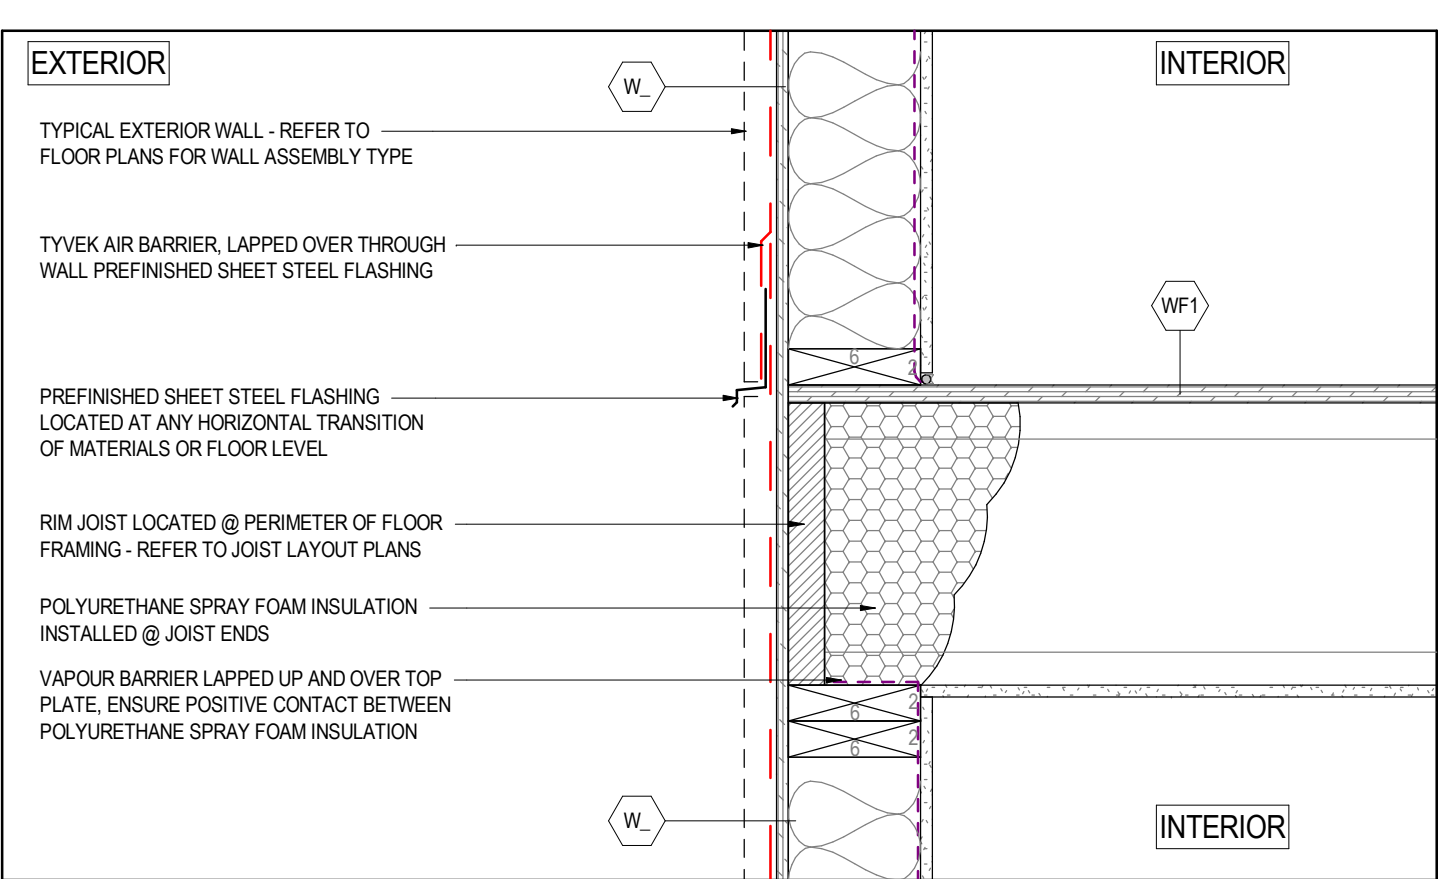 EXTERIOR
INTERIOR
W_
TYPICAL EXTERIOR WALL - REFER TO
FLOOR PLANS FOR WALL ASSEMBLY TYPE
TYVEK AIR BARRIER, LAPPED OVER THROUGH
WALL PREFINISHED SHEET STEEL FLASHING
WF1
6
2
PREFINISHED SHEET STEEL FLASHING
LOCATED AT ANY HORIZONTAL TRANSITION
OF MATERIALS OR FLOOR LEVEL
RIM JOIST LOCATED @ PERIMETER OF FLOOR
FRAMING - REFER TO JOIST LAYOUT PLANS
POLYURETHANE SPRAY FOAM INSULATION
INSTALLED @ JOIST ENDS
VAPOUR BARRIER LAPPED UP AND OVER TOP
PLATE, ENSURE POSITIVE CONTACT BETWEEN
POLYURETHANE SPRAY FOAM INSULATION
2
6
2
6
W_
INTERIOR